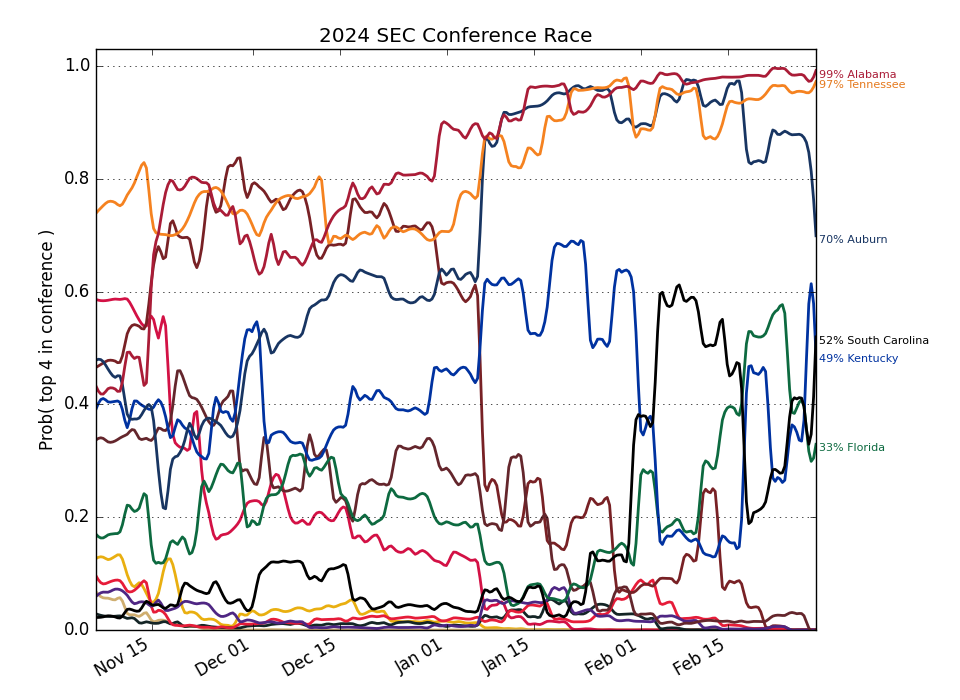 2024 SEC Conference Race
Prob( top 4 in conference )
1.0
0.8
0.6
0.4
0.2
0.0
Nov 15
Dec 01
Dec 15
Jan 01
Jan 15
Feb 01
Feb 15
99% Alabama
97% Tennessee
70% Auburn
52% South Carolina
49% Kentucky
33% Florida